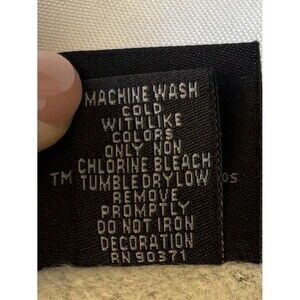 MACHINE WASH
COLD
WITH LIKE
COLORS
ONLY NON
CHLORINE BLEACH
TUMBLE DRY LOW
REMOVE
PROMPTLY
DO NOT IRON
DECORATION
RN 90371
TM